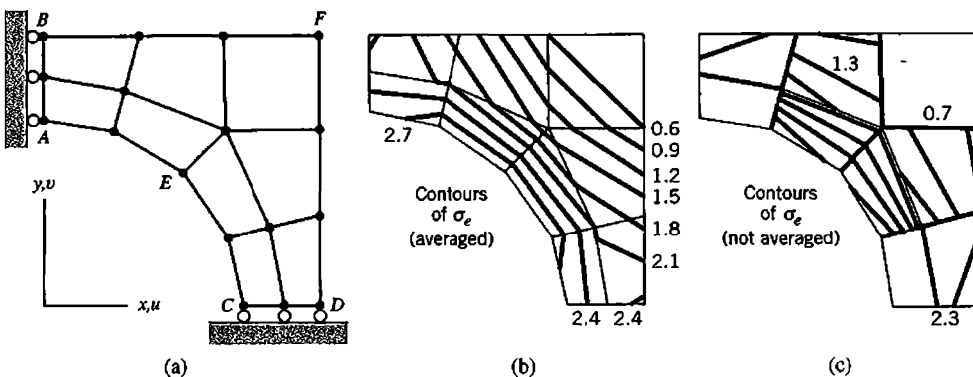 B
F
A
E
y,v
C
D
x,u
(a)
2.7
Contours
of σe
(averaged)
0.6
0.9
1.2
1.5
1.8
2.1
2.4
2.4
(b)
1.3
0.7
Contours
of σe
(not averaged)
2.3
(c)